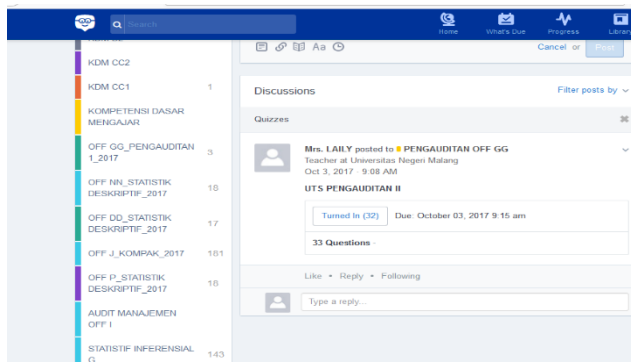 Search
Home
What's Due
Progress
Library
KDM CC2
KDM CC1 1
KOMPETENSI DASAR
MENGAJAR
OFF GG_PENGAUDITAN
1_2017 3
OFF NN_STATISTIK
DESKRIPTIF_2017 18
OFF DD_STATISTIK
DESKRIPTIF_2017 17
OFF J_KOMPAK_2017 161
OFF P_STATISTIK
DESKRIPTIF_2017 16
AUDIT MANAJEMEN
OFF I
STATISTIF INFERENSIAL
G 143
Aa
Cancel or Post
Discussions
Filter posts by
Quizzes
Mrs. LAILY posted to PENGAUDITAN OFF GG
Teacher at Universitas Negeri Malang
Oct 3, 2017 · 9:08 AM
UTS PENGAUDITAN II
Turned In (32) Due: October 03, 2017 9:15 am
33 Questions ·
Like • Reply • Following
Type a reply...